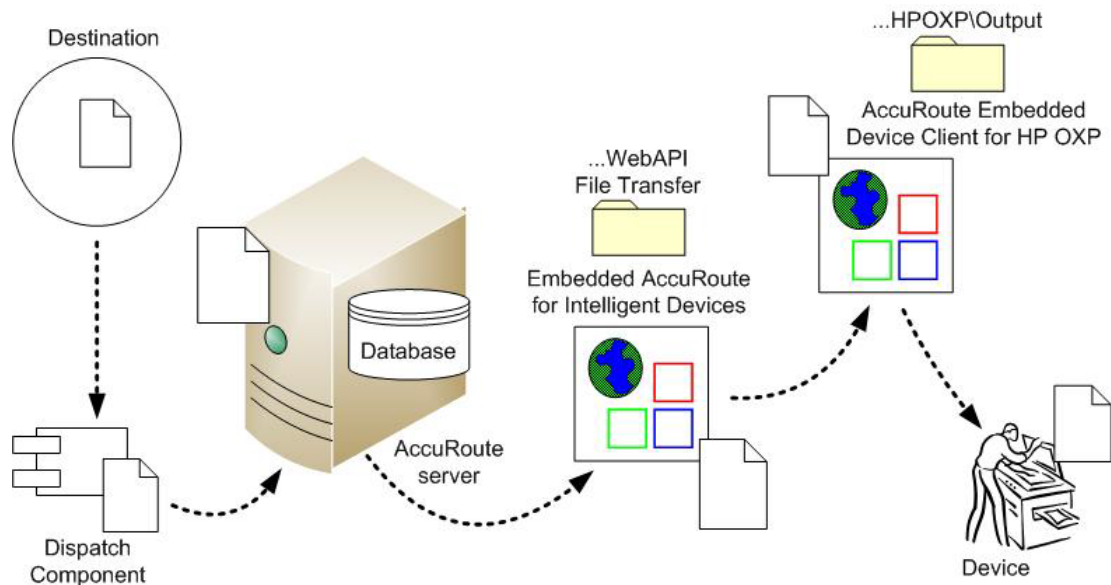 Destination
Dispatch
Component
Database
AccuRoute
server
...WebAPI
File Transfer
Embedded AccuRoute
for Intelligent Devices
...HPOXP\Output
AccuRoute Embedded
Device Client for HP OXP
Device